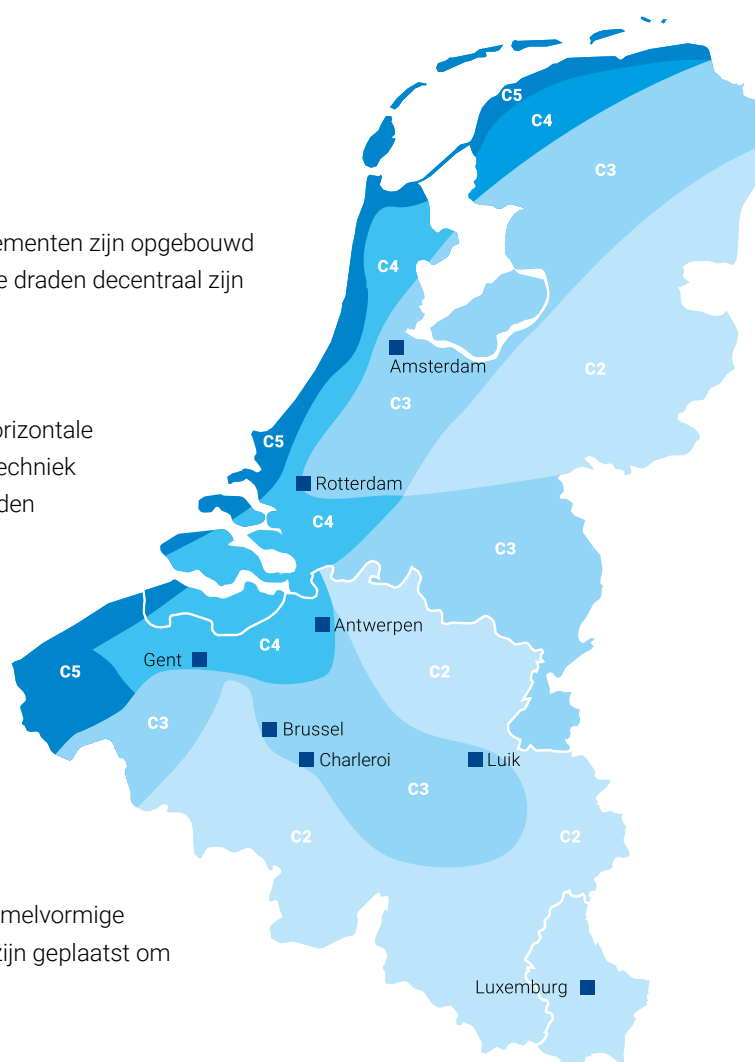 C5
C4
C3
ementen zijn opgebouwd
e draden decentraal zijn
C4
Amsterdam
C2
C3
orizontale
C5
echniek
Rotterdam
den
C4
C3
Antwerpen
C4
Gent
C5
C2
C3
Brussel
Charleroi
Luik
C3
C2
C2
melvormige
zijn geplaatst om
Luxemburg